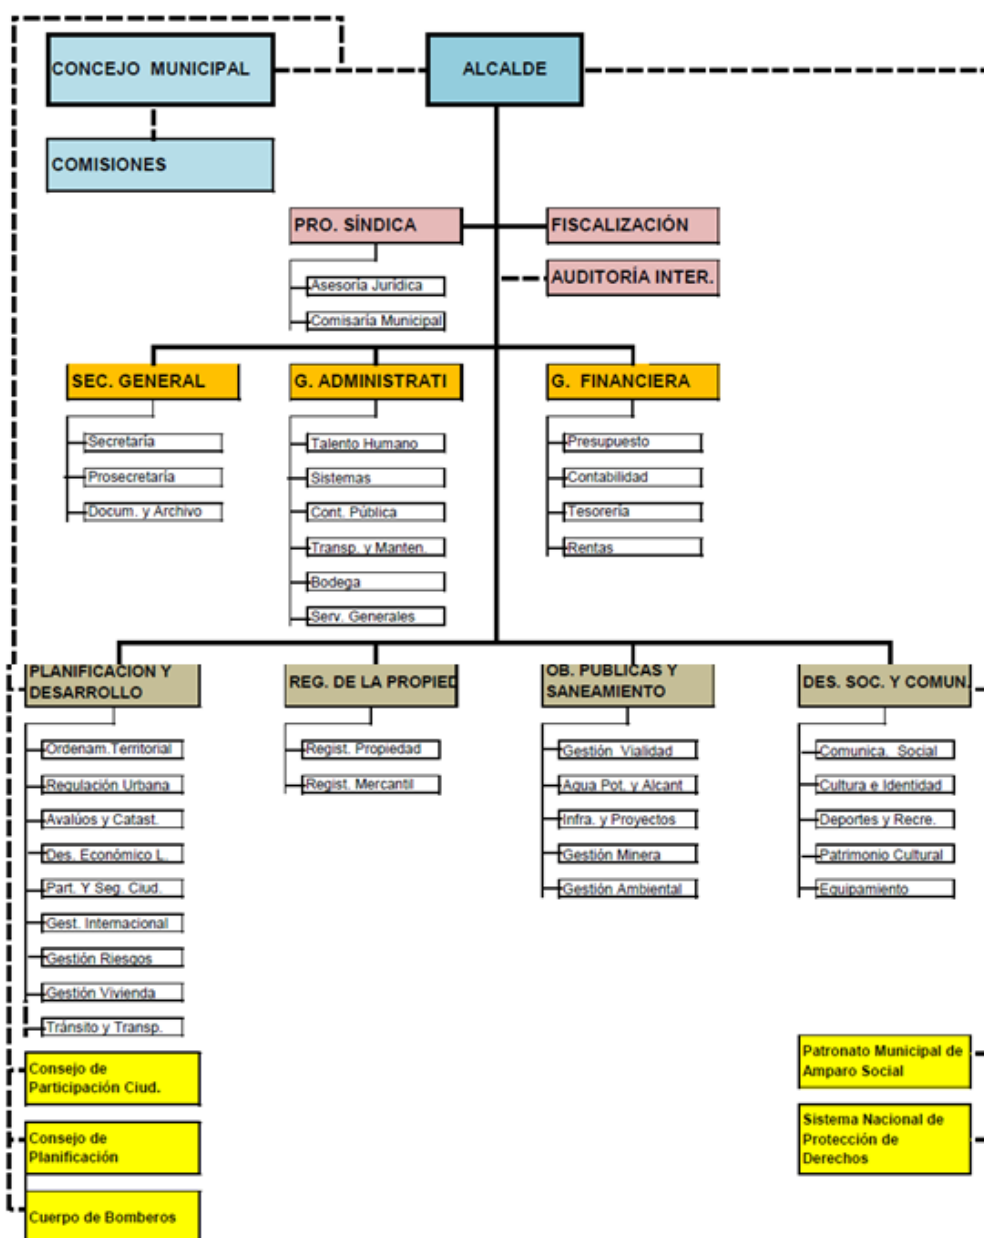 CONCEJO MUNICIPAL
ALCALDE
COMISIONES
PRO. SÍNDICA
FISCALIZACIÓN
Asesoría Jurídica
Comisaría Municipal
AUDITORÍA INTER.
SEC. GENERAL
G. ADMINISTRATI
G. FINANCIERA
Secretaría
Prosecretaría
Docum. y Archivo
Talento Humano
Sistemas
Cont. Pública
Transp. y Manten.
Bodega
Serv. Generales
Presupuesto
Contabilidad
Tesorería
Rentas
PLANIFICACION Y
DESARROLLO
REG. DE LA PROPIED
OB. PUBLICAS Y
SANEAMIENTO
DES. SOC. Y COMUN.
Ordenam.Territorial
Regulación Urbana
Avalúos y Catast.
Des. Económico L.
Part. Y Seg. Ciud.
Gest. Internacional
Gestión Riesgos
Gestión Vivienda
Tránsito y Transp.
Regist. Propiedad
Regist. Mercantil
Gestión Vialidad
Agua Pot. y Alcant
Infra. y Proyectos
Gestión Minera
Gestión Ambiental
Comunica. Social
Cultura e Identidad
Deportes y Recre.
Patrimonio Cultural
Equipamiento
Consejo de
Participación Ciud.
Consejo de
Planificación
Cuerpo de Bomberos
Patronato Municipal de
Amparo Social
Sistema Nacional de
Protección de
Derechos